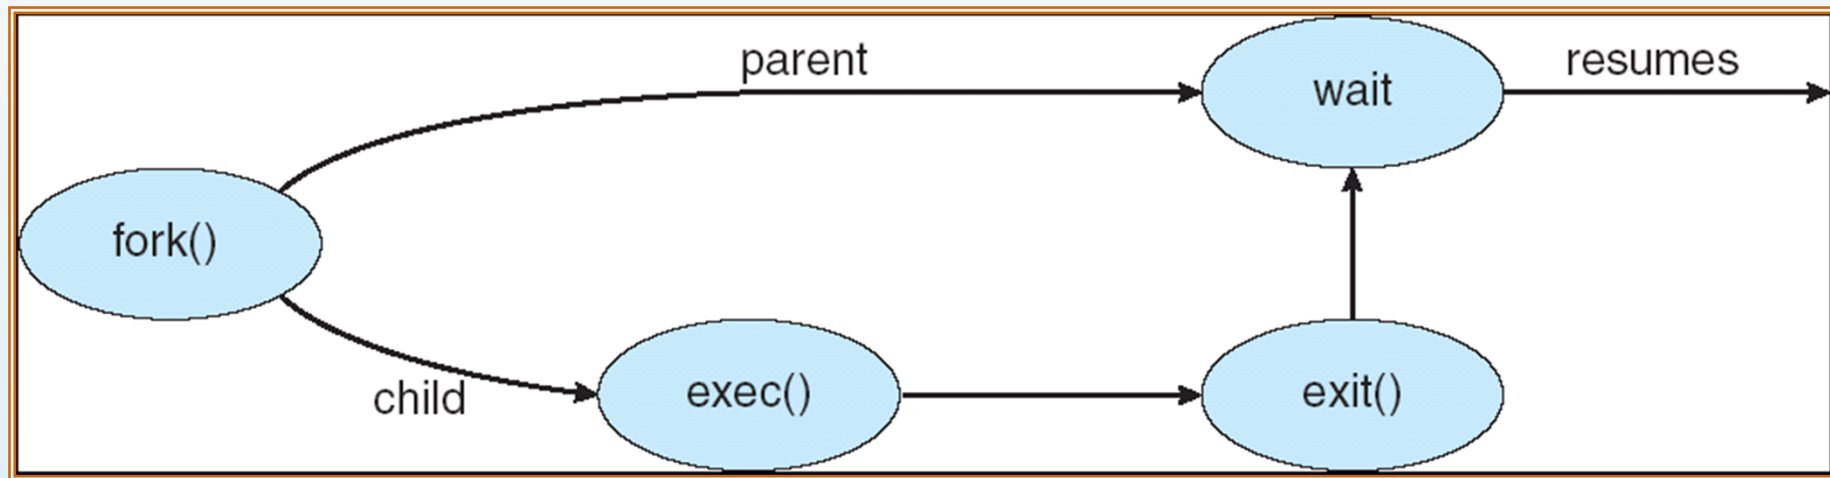 parent
resumes
wait
fork()
child
exec()
exit()